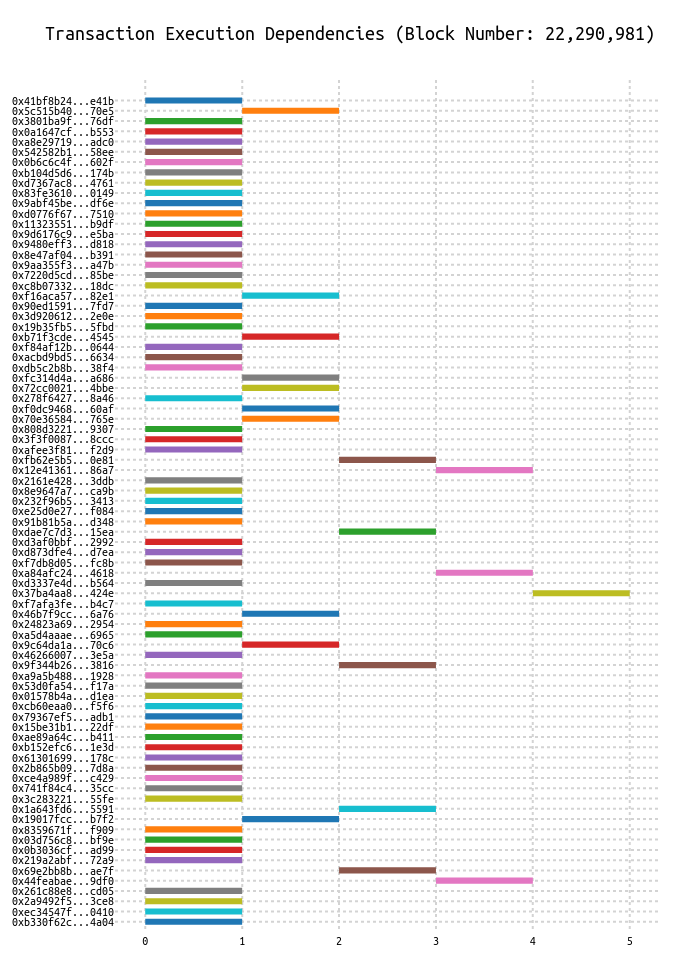 Transaction Execution Dependencies (Block Number: 22,290,981)
0x41bf8b24...e41b
0x5c515b40...70e5
0x3801ba9f...76df
0x0a1647cf...b553
0xa8e29719...adc0
0x542582b1...58ee
0x0b6c6c4f...602f
0xb104d5d6...174b
0xd7367ac8...4761
0x83fe3610...0149
0x9abf45be...df6e
0xd0776f67...7510
0x11323551...b9df
0x9d6176c9...e5ba
0x9480eff3...d818
0x8e47af04...b391
0x9aa355f3...a47b
0x7220d5cd...85be
0xc8b07332...18dc
0xf16aca57...82e1
0x90ed1591...7fd7
0x3d920612...2e0e
0x19b35fb5...5fbd
0xb71f3cde...4545
0xf84af12b...0644
0xacbd9bd5...6634
0xdb5c2b8b...38f4
0xfc314d4a...a686
0x72cc0021...4bbe
0x278f6427...8a46
0xf0dc9468...60af
0x70e36584...765e
0x808d3221...9307
0x3f3f0087...8ccc
0xafee3f81...f2d9
0xfb62e5b5...0e81
0x12e41361...86a7
0x2161e428...3ddb
0x8e9647a7...ca9b
0x232f96b5...3413
0xe25d0e27...f084
0x91b81b5a...d348
0xdae7c7d3...15ea
0xd3af0bbf...2992
0xd873dfe4...d7ea
0xf7db8d05...fc8b
0xa84afc24...4618
0xd3337e4d...b564
0x37ba4aa8...424e
0xf7afa3fe...b4c7
0x46b7f9cc...6a76
0x24823a69...2954
0xa5d4aaae...6965
0x9c64da1a...70c6
0x46266007...3e5a
0x9f344b26...3816
0xa9a5b488...1928
0x53d0fa54...f17a
0x01578b4a...d1ea
0xcb60eaa0...f5f6
0x79367ef5...adb1
0x15be31b1...22df
0xae89a64c...b411
0xb152efc6...1e3d
0x61301699...178c
0x2b865b09...7d8a
0xce4a989f...c429
0x741f84c4...35cc
0x3c283221...55fe
0x1a643fd6...5591
0x19017fcc...b7f2
0x8359671f...f909
0x03d756c8...bf9e
0x0b3036cf...ad99
0x219a2abf...72a9
0x69e2bb8b...ae7f
0x44feabae...9df0
0x261c88e8...cd05
0x2a9492f5...3ce8
0xec34547f...0410
0xb330f62c...4a04
0 1 2 3 4 5